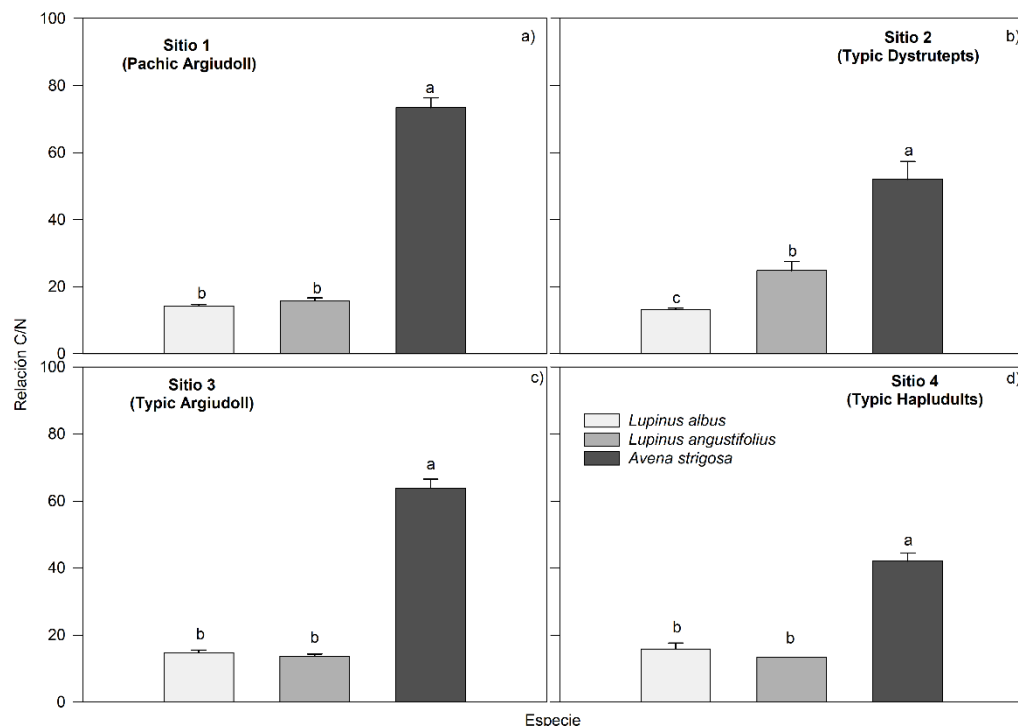 100
80
60
40
20
0
Sitio 1
(Pachic Argiudoll)
a)
b
b
a
Sitio 2
(Typic Dystrutepts)
b)
c
b
a
Relación C/N
100
80
60
40
20
0
Sitio 3
(Typic Argiudoll)
c)
b
b
a
Sitio 4
(Typic Hapludults)
d)
Lupinus albus
Lupinus angustifolius
Avena strigosa
b
b
a
Especie